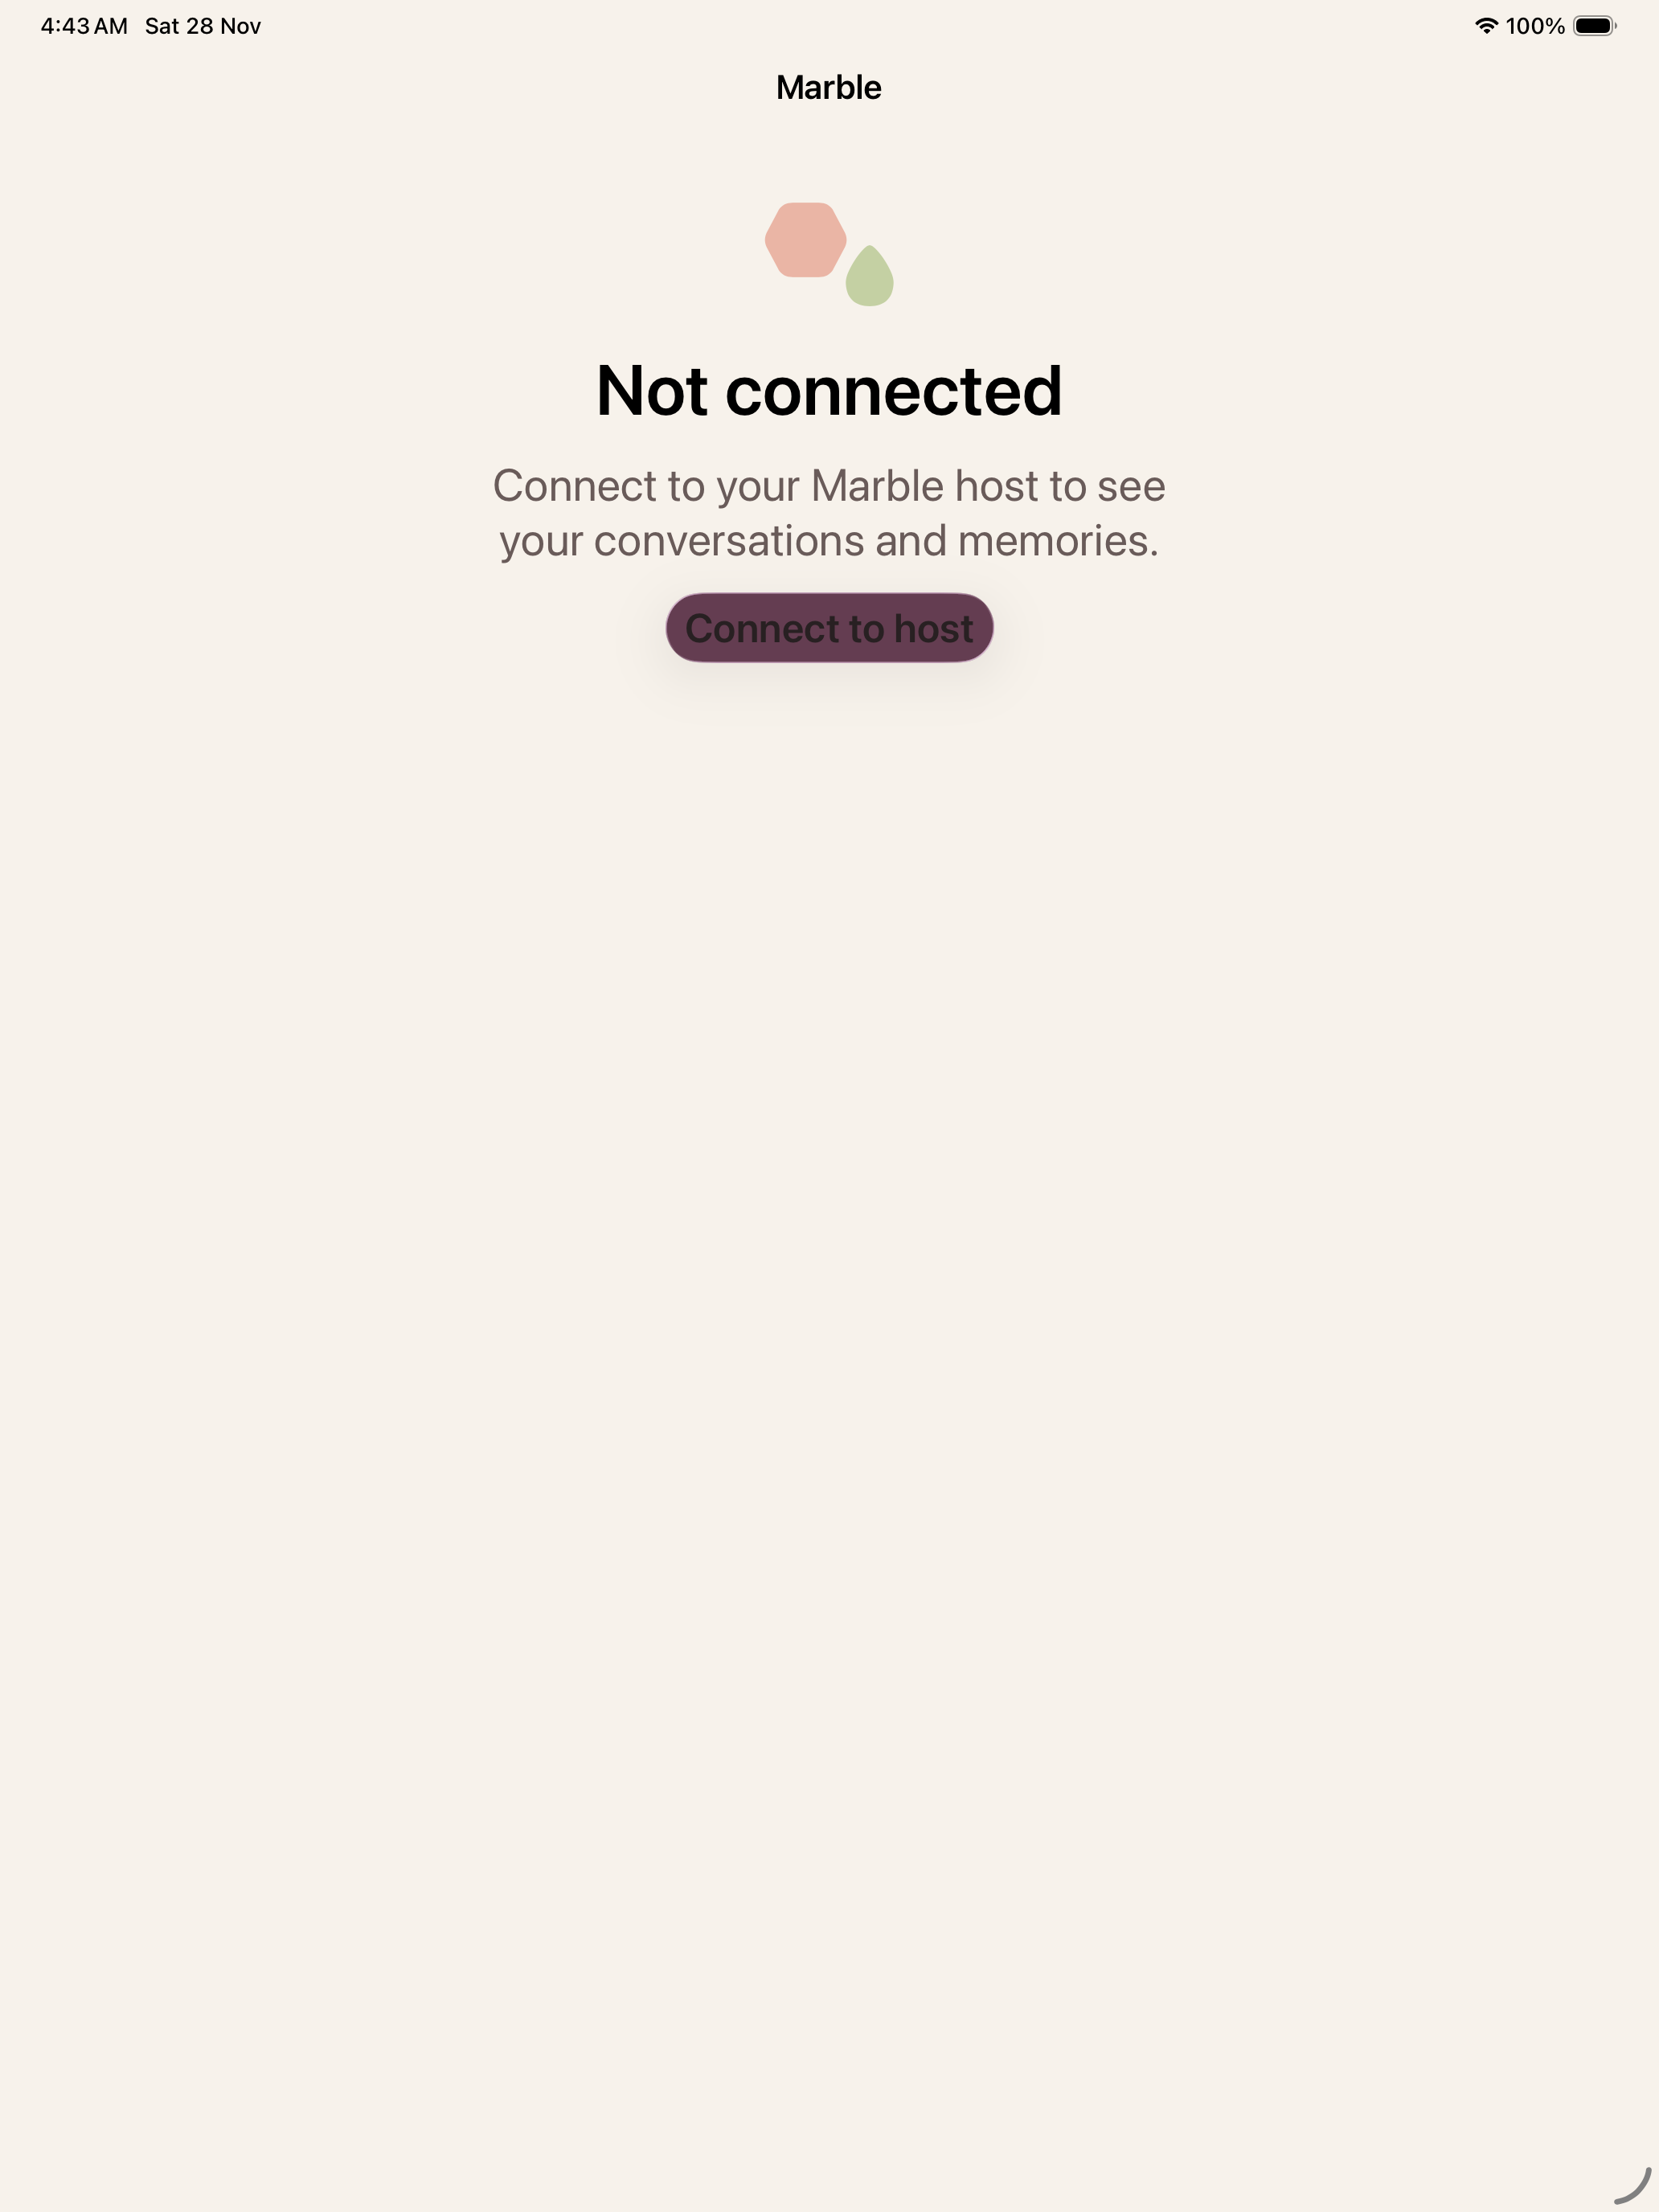 4:43 AM Sat 28 Nov 100%
Marble
Not connected
Connect to your Marble host to see
your conversations and memories.
Connect to host